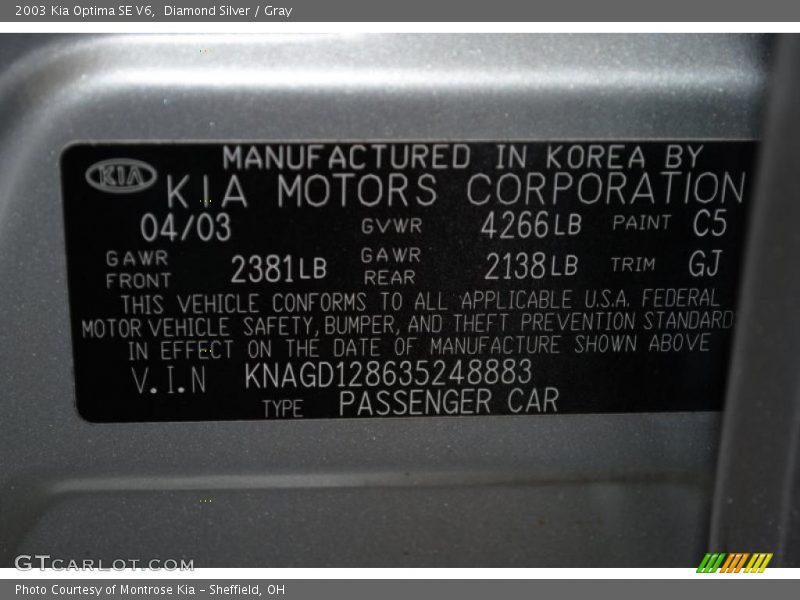 2003 Kia Optima SE V6,  Diamond Silver / Gray
MANUFACTURED IN KOREA BY
KIA KIA MOTORS CORPORATION
04/03 GVWR 4266LB PAINT C5
GAWR FRONT 2381LB GAWR REAR 2138LB TRIM GJ
THIS VEHICLE CONFORMS TO ALL APPLICABLE U.S.A. FEDERAL
MOTOR VEHICLE SAFETY, BUMPER, AND THEFT PREVENTION STANDARD
IN EFFECT ON THE DATE OF MANUFACTURE SHOWN ABOVE
V.I.N KNAGD128635248883
TYPE PASSENGER CAR
GTCARLOT.COM
Photo Courtesy of Montrose Kia – Sheffield, OH